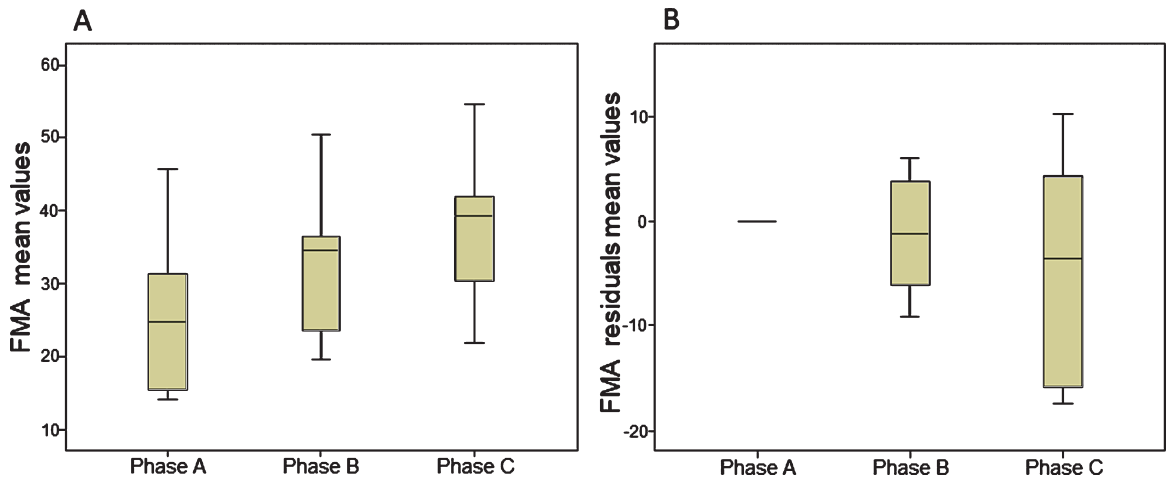 A
FMA mean values
60
50
40
30
20
10
Phase A
Phase B
Phase C
B
FMA residuals mean values
10
0
-10
-20
Phase A
Phase B
Phase C